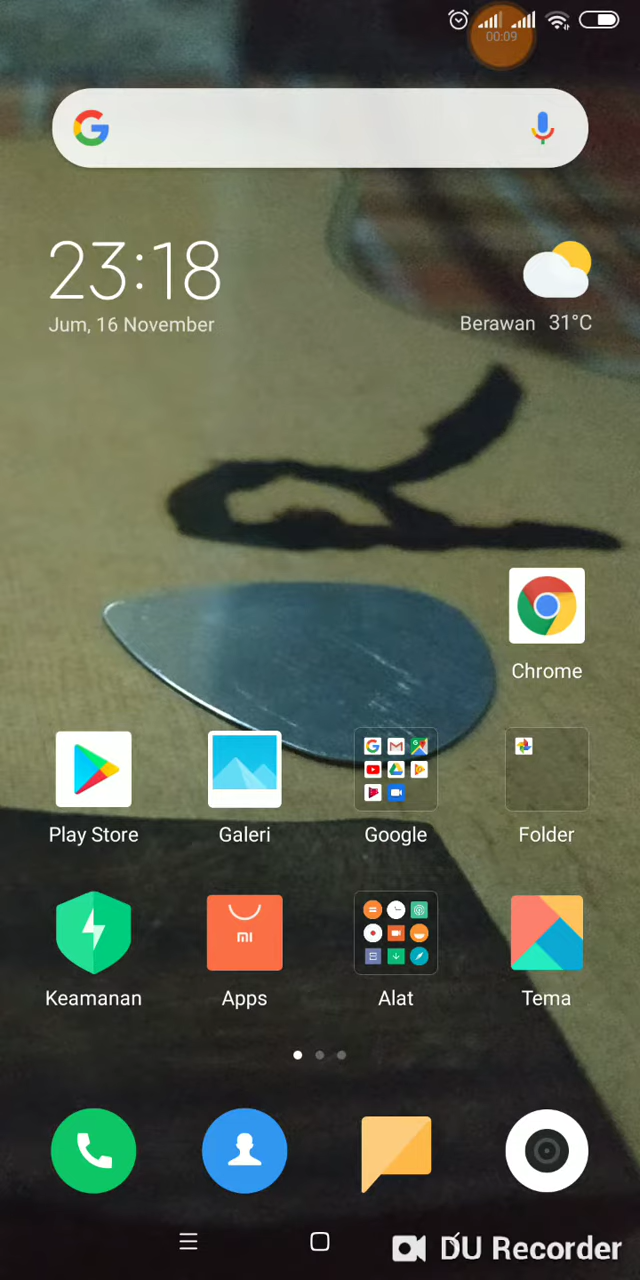 00:09
23:18
Jum, 16 November
Berawan 31°C
Chrome
Play Store
Galeri
Google
Folder
Keamanan
Apps
Alat
Tema
DU Recorder